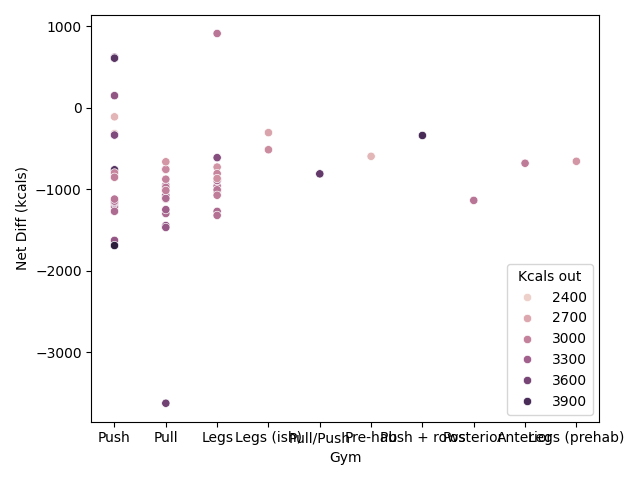 1000
0
−1000
−2000
−3000
Net Diff (kcals)
Kcals out
2400
2700
3000
3300
3600
3900
Push Pull Legs Legs (ish) Pull/Push Pre-hab Push + rows Posterior Anterior Legs (prehab)
Gym